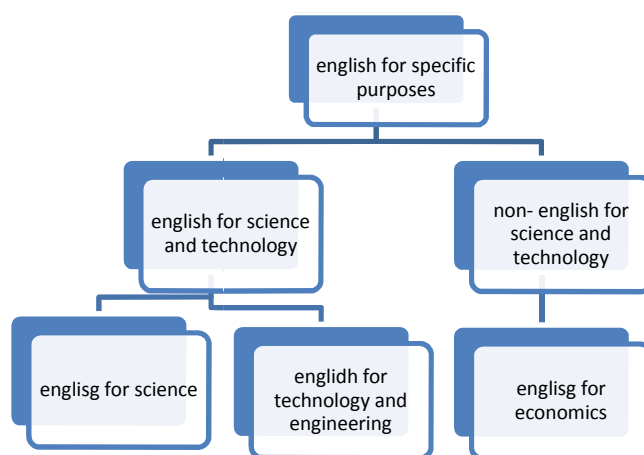 english for specific
purposes
english for science
and technology
non- english for
science and
technology
englisg for science
englidh for
technology and
engineering
englisg for
economics